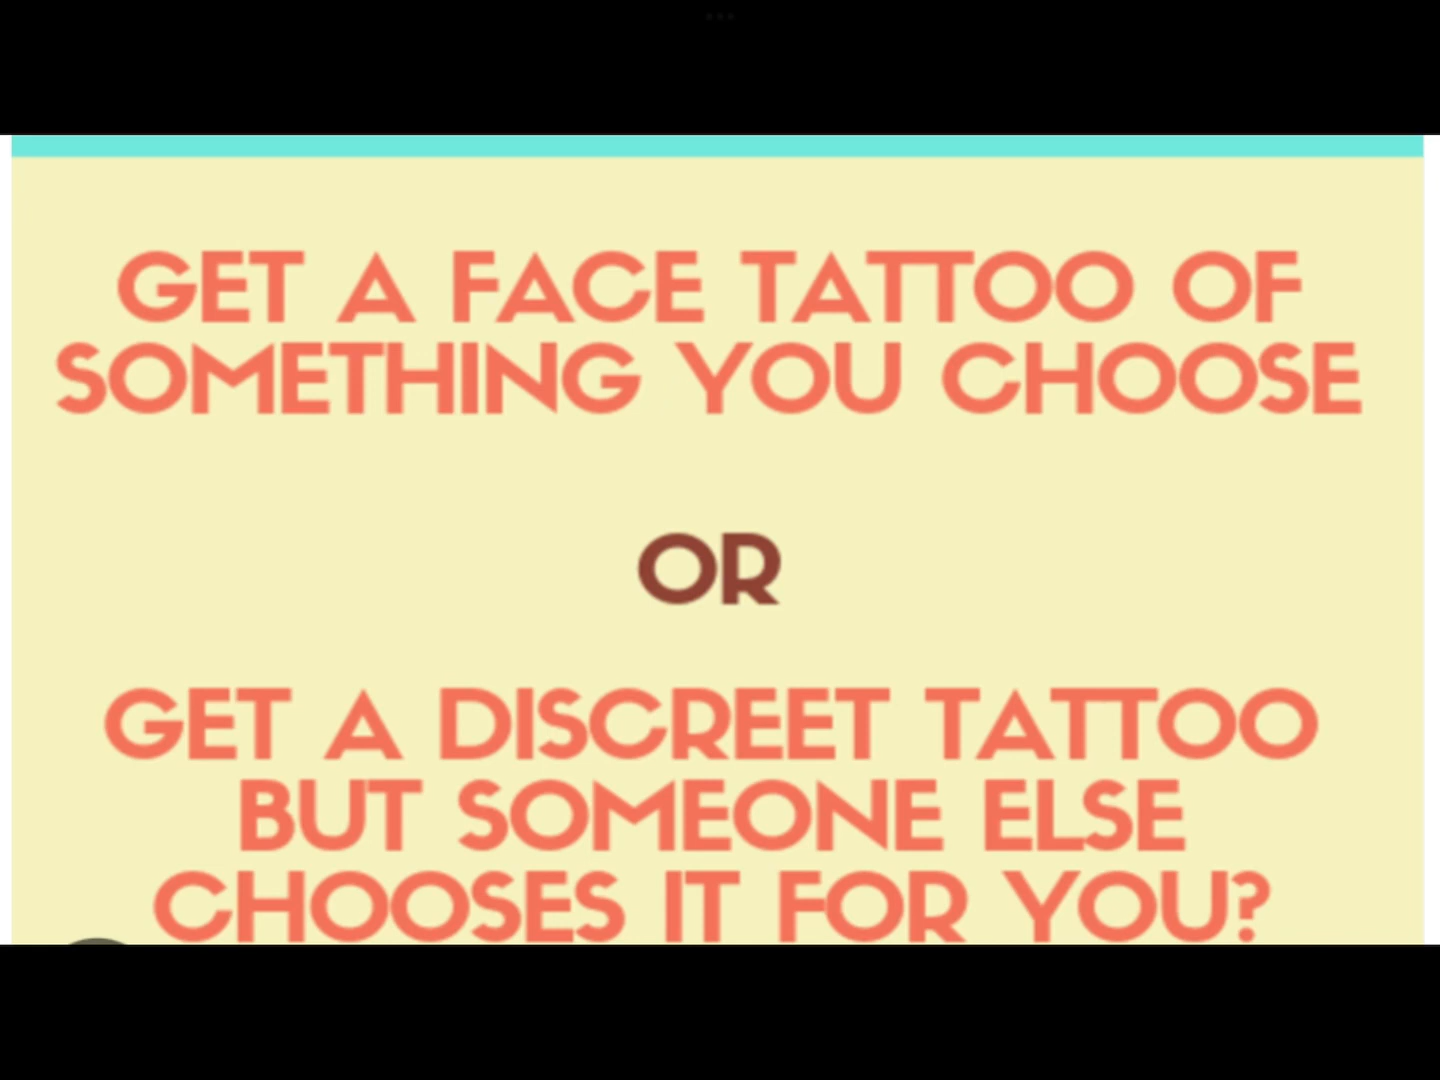 GET A FACE TATTOO OF
SOMETHING YOU CHOOSE
OR
GET A DISCREET TATTOO
BUT SOMEONE ELSE
CHOOSES IT FOR YOU?